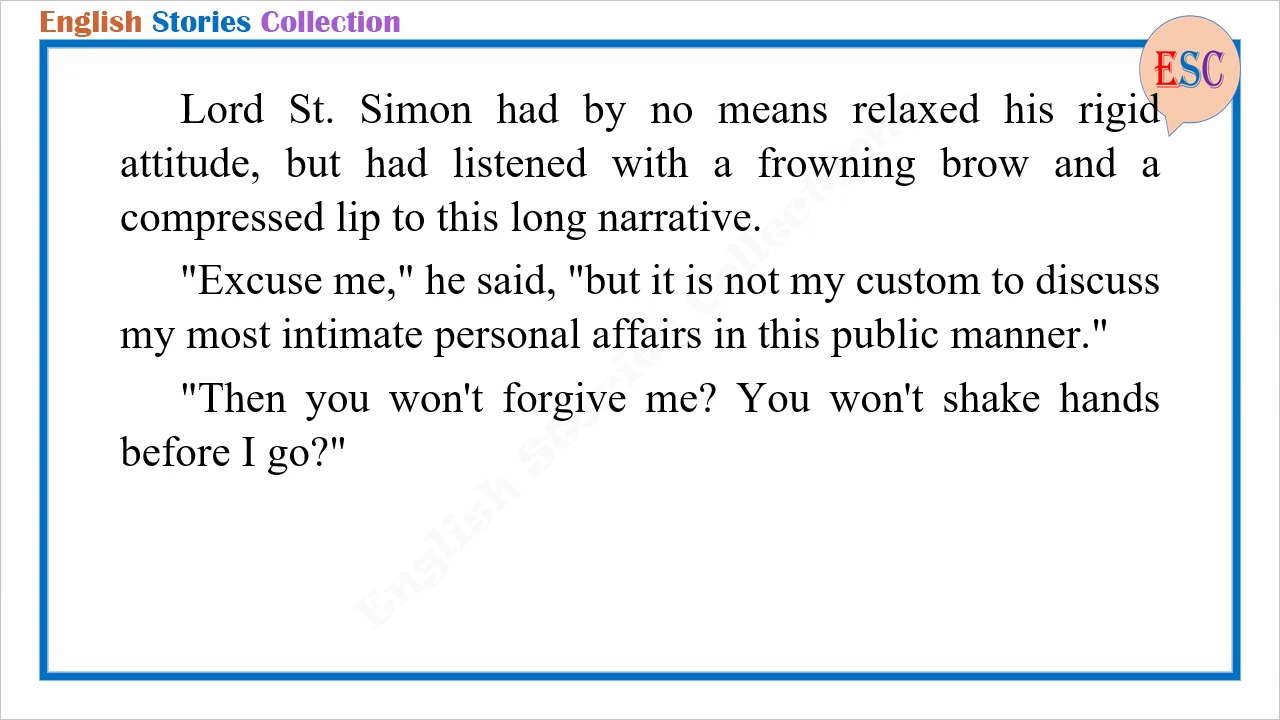 English Stories Collection
ESC
Lord St. Simon had by no means relaxed his rigid
attitude, but had listened with a frowning brow and a
compressed lip to this long narrative.
"Excuse me," he said, "but it is not my custom to discuss
my most intimate personal affairs in this public manner."
"Then you won't forgive me? You won't shake hands
before I go?"
English Stories Collection